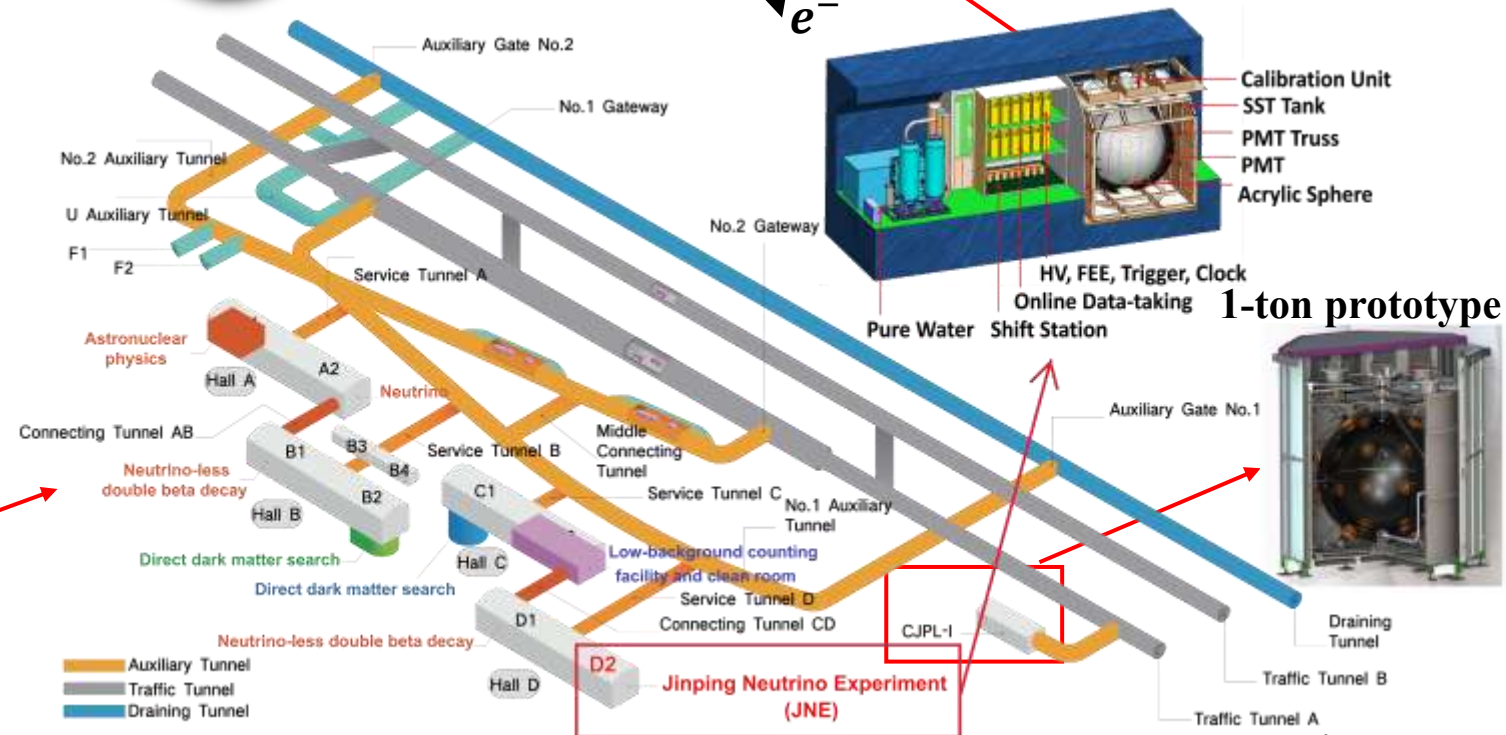 e⁻
Auxiliary Gate No.2
No.1 Gateway
No.2 Auxiliary Tunnel
U Auxiliary Tunnel
F1
F2
Service Tunnel A
No.2 Gateway
Calibration Unit
SST Tank
PMT Truss
PMT
Acrylic Sphere
HV, FEE, Trigger, Clock
Online Data-taking
Pure Water
Shift Station
1-ton prototype
Astronuclear
physics
Hall A
A2
Neutrino
Connecting Tunnel AB
B1
B3
B4
B2
Service Tunnel B
Middle
Connecting
Tunnel
Neutrino-less
double beta decay
Hall B
C1
Service Tunnel C
No.1 Auxiliary
Tunnel
Auxiliary Gate No.1
Direct dark matter search
Hall C
Low-background counting
facility and clean room
Direct dark matter search
Service Tunnel D
D1
Connecting Tunnel CD
CJPL-I
Neutrino-less double beta decay
Hall D
D2
Jinping Neutrino Experiment
(JNE)
Draining
Tunnel
Traffic Tunnel B
Traffic Tunnel A
Auxiliary Tunnel
Traffic Tunnel
Draining Tunnel